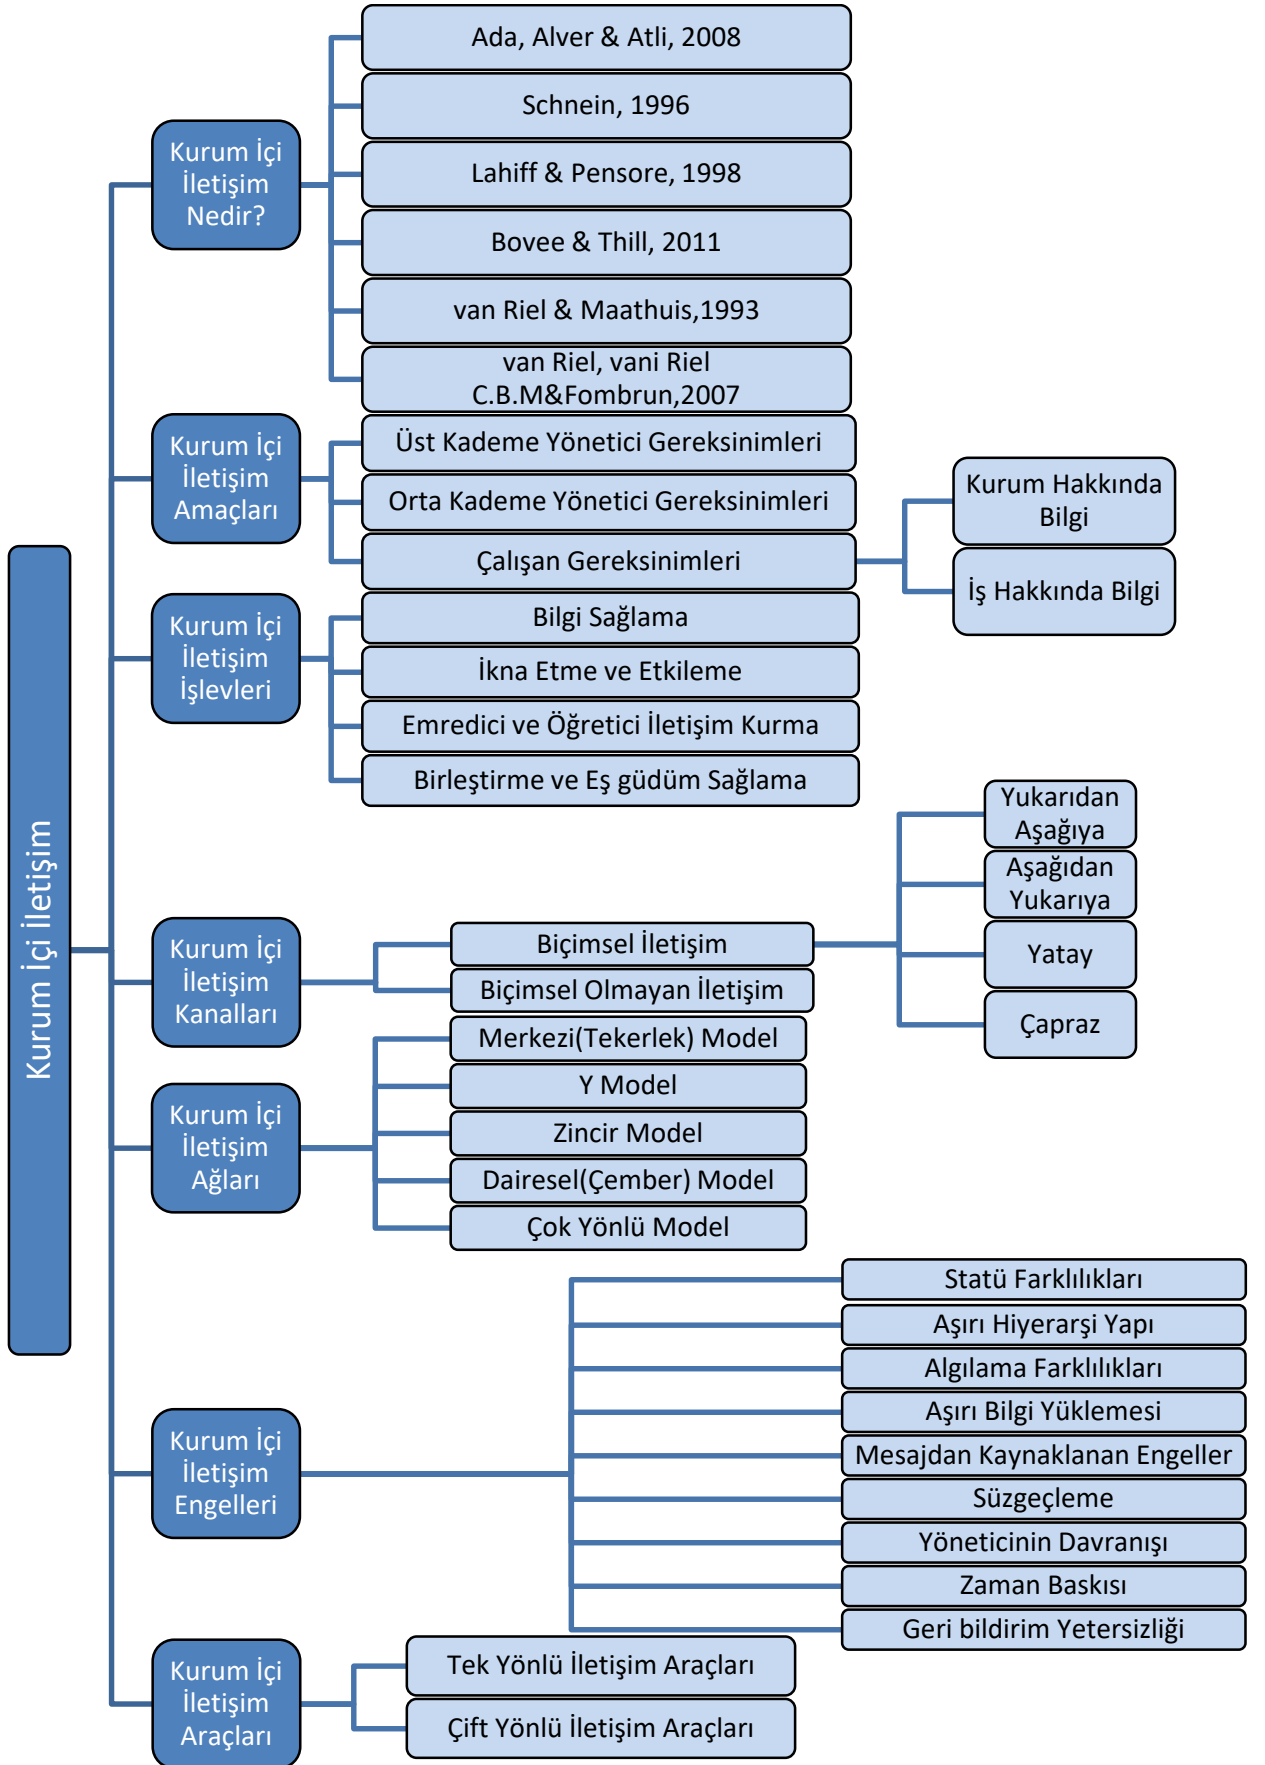 Kurum İçi İletişim
Kurum İçi
İletişim
Nedir?
Ada, Alver & Atli, 2008
Schnein, 1996
Lahiff & Pensore, 1998
Bovee & Thill, 2011
van Riel & Maathuis,1993
van Riel, vani Riel
C.B.M&Fombrun,2007
Kurum İçi
İletişim
Amaçları
Üst Kademe Yönetici Gereksinimleri
Orta Kademe Yönetici Gereksinimleri
Çalışan Gereksinimleri
Kurum Hakkında
Bilgi
İş Hakkında Bilgi
Kurum İçi
İletişim
İşlevleri
Bilgi Sağlama
İkna Etme ve Etkileme
Emredici ve Öğretici İletişim Kurma
Birleştirme ve Eş güdüm Sağlama
Kurum İçi
İletişim
Kanalları
Biçimsel İletişim
Yukarıdan
Aşağıya
Aşağıdan
Yukarıya
Yatay
Çapraz
Biçimsel Olmayan İletişim
Kurum İçi
İletişim
Ağları
Merkezi(Tekerlek) Model
Y Model
Zincir Model
Dairesel(Çember) Model
Çok Yönlü Model
Kurum İçi
İletişim
Engelleri
Statü Farklılıkları
Aşırı Hiyerarşi Yapı
Algılama Farklılıkları
Aşırı Bilgi Yüklemesi
Mesajdan Kaynaklanan Engeller
Süzgeçleme
Yöneticinin Davranışı
Zaman Baskısı
Geri bildirim Yetersizliği
Kurum İçi
İletişim
Araçları
Tek Yönlü İletişim Araçları
Çift Yönlü İletişim Araçları